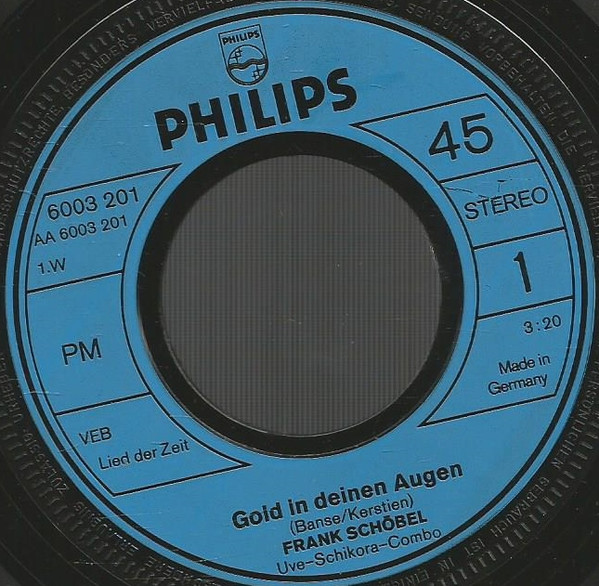 PHILIPS
PHILIPS
45
STEREO
1
3:20
Made in
Germany
6003 201
AA 6003 201
1.W
PM
VEB
Lied der Zeit
Gold in deinen Augen
(Banse/Kerstien)
FRANK SCHÖBEL
Uve-Schikora-Combo